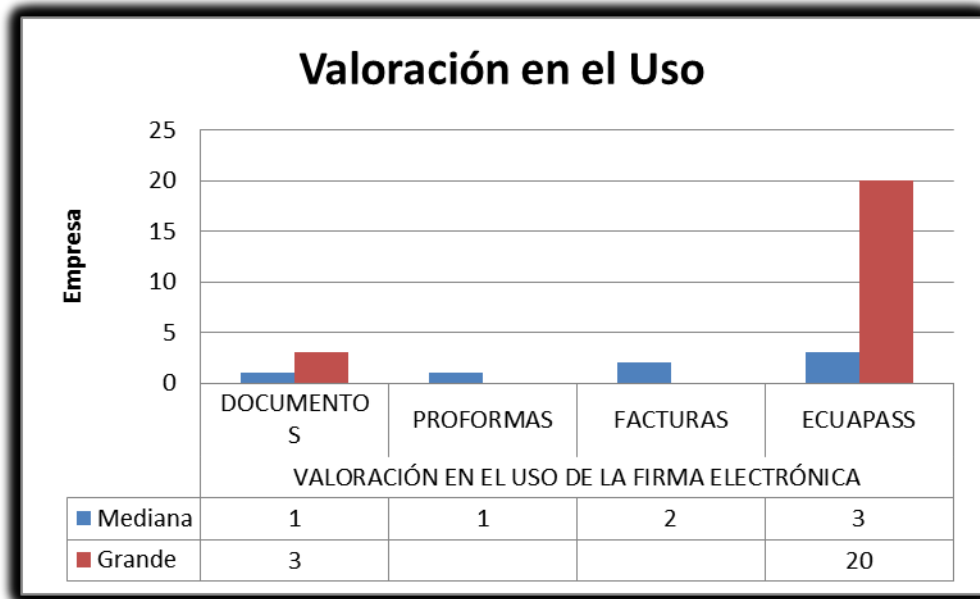 Valoración en el Uso
Empresa
25
20
15
10
5
0
DOCUMENTO
S
PROFORMAS
FACTURAS
ECUAPASS
VALORACIÓN EN EL USO DE LA FIRMA ELECTRÓNICA
Mediana 1 1 2 3
Grande 3 20